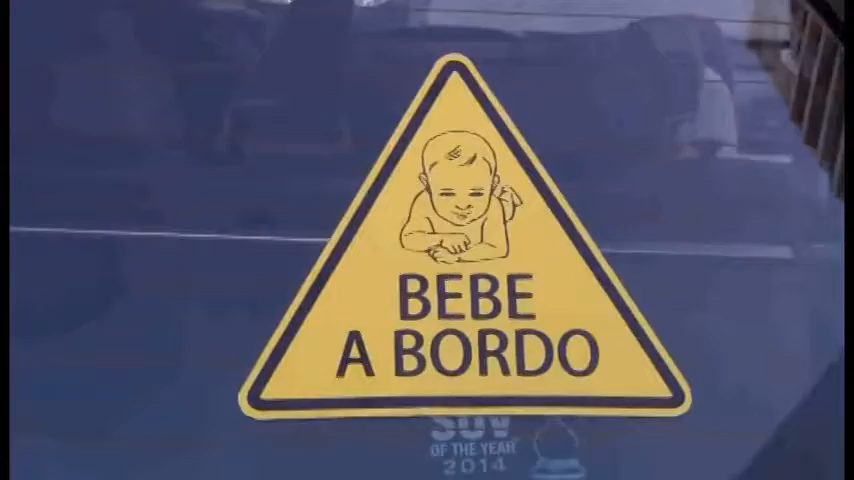 BEBE
A BORDO
SUV
OF THE YEAR
2014